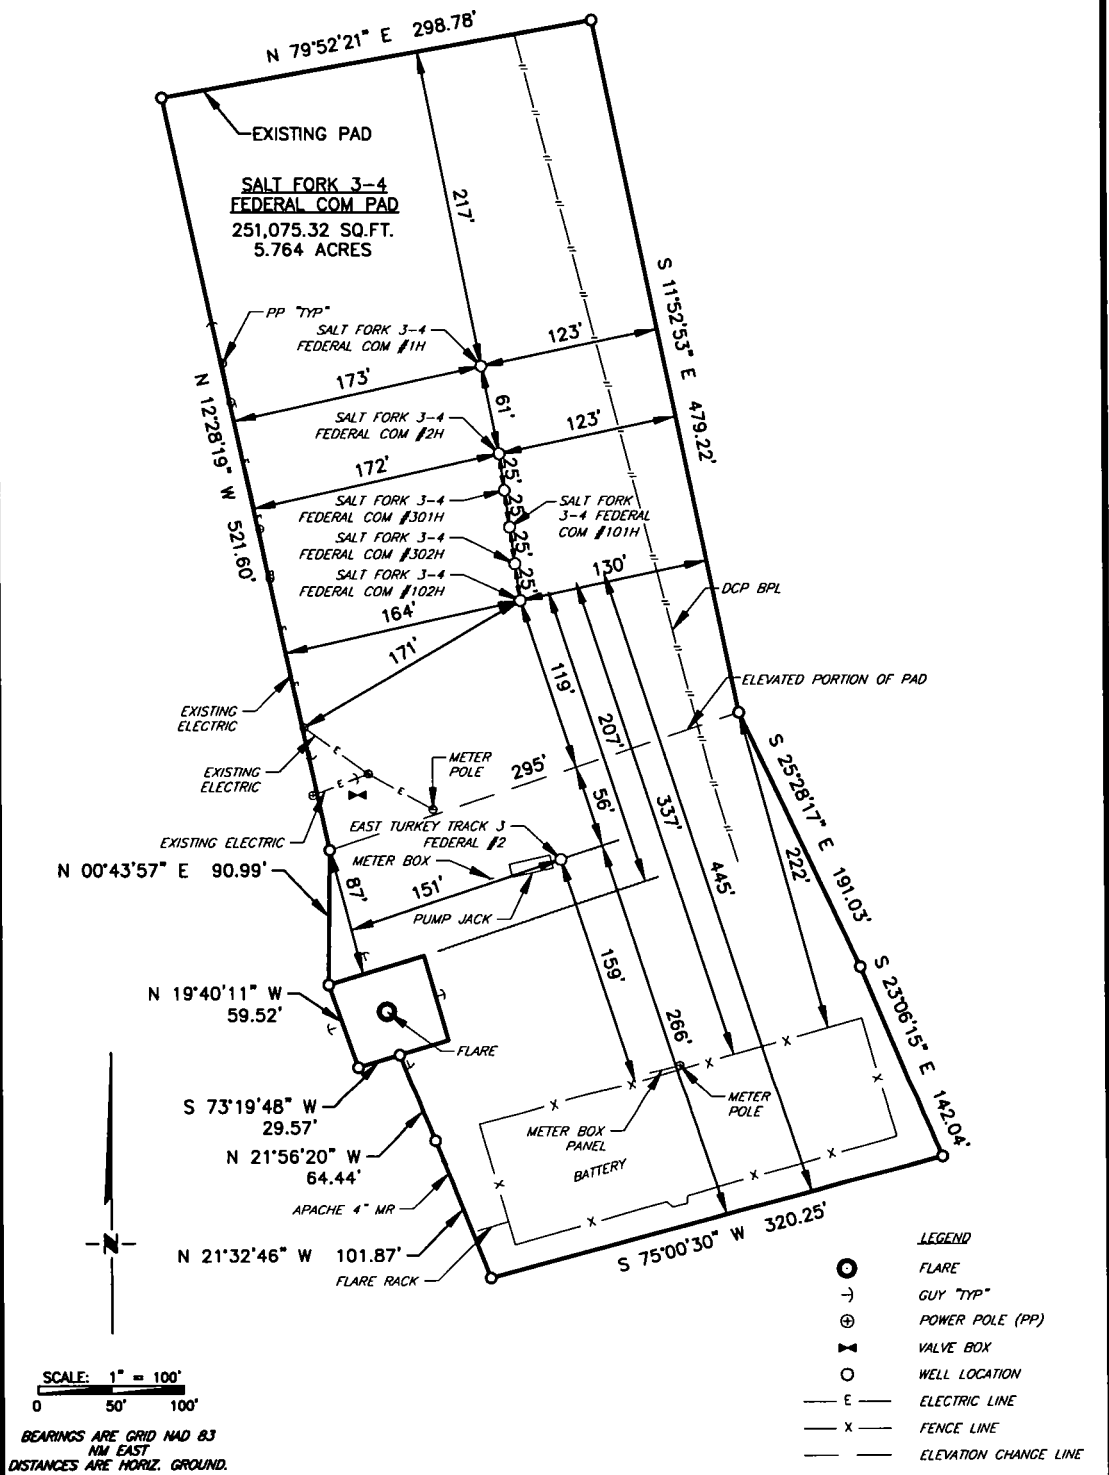 N 79°52'21" E 298.78'
EXISTING PAD
SALT FORK 3-4
FEDERAL COM PAD
251,075.32 SQ.FT.
5.764 ACRES
217'
S 11°52'53" E 479.22'
PP "TYP"
SALT FORK 3-4
FEDERAL COM #1H
123'
173'
61'
N 12°28'19" W 521.60'
SALT FORK 3-4
FEDERAL COM #2H
123'
172'
25'
SALT FORK 3-4
FEDERAL COM #301H
25'
SALT FORK
3-4 FEDERAL
COM #101H
SALT FORK 3-4
FEDERAL COM #302H
25'
SALT FORK 3-4
FEDERAL COM #102H
25'
130'
DCP BPL
164'
171'
119'
ELEVATED PORTION OF PAD
EXISTING
ELECTRIC
207'
S 25°28'17" E 191.03'
EXISTING
ELECTRIC
E
E
E
METER
POLE
295'
56'
337'
EAST TURKEY TRACK 3
FEDERAL #2
EXISTING ELECTRIC
METER BOX
N 00°43'57" E 90.99'
87'
151'
PUMP JACK
445'
222'
159'
S 23°06'15" E 142.04'
N 19°40'11" W
59.52'
FLARE
266'
X
X
X
X
X
X
X
X
X
METER
POLE
S 73°19'48" W
29.57'
METER BOX
PANEL
BATTERY
N 21°56'20" W
64.44'
APACHE 4" MR
N 21°32'46" W 101.87'
FLARE RACK
S 75°00'30" W 320.25'
N
LEGEND
FLARE
GUY "TYP"
POWER POLE (PP)
VALVE BOX
WELL LOCATION
E ELECTRIC LINE
X FENCE LINE
ELEVATION CHANGE LINE
SCALE: 1" = 100'
0 50' 100'
BEARINGS ARE GRID NAD 83
NM EAST
DISTANCES ARE HORIZ. GROUND.